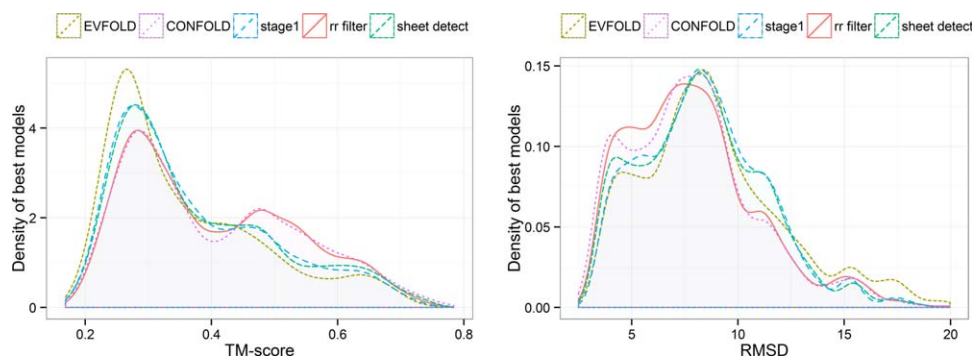 EVFOLD CONFOLD stage1 rr filter sheet detect
Density of best models
4
2
0
0.2 0.4 0.6 0.8
TM-score
EVFOLD CONFOLD stage1 rr filter sheet detect
Density of best models
0.15
0.10
0.05
0.00
5 10 15 20
RMSD